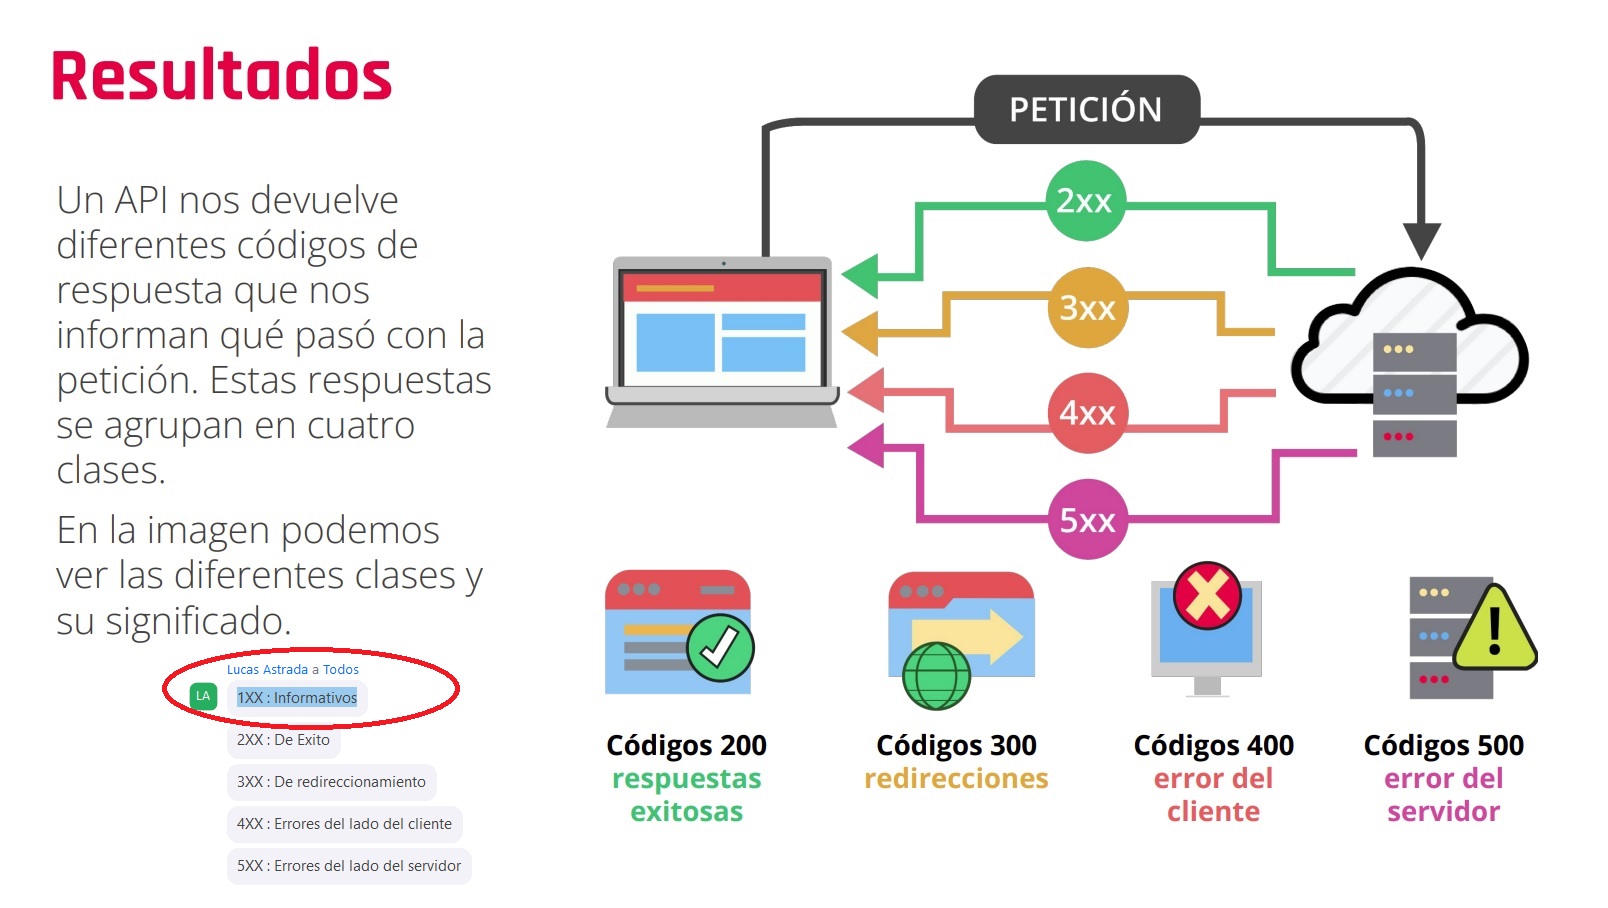 Resultados
Un API nos devuelve
diferentes códigos de
respuesta que nos
informan qué pasó con la
petición. Estas respuestas
se agrupan en cuatro
clases.
En la imagen podemos
ver las diferentes clases y
su significado.
Lucas Astrada a Todos
LA
1XX : Informativos
2XX : De Exito
3XX : De redireccionamiento
4XX : Errores del lado del cliente
5XX : Errores del lado del servidor
PETICIÓN
2xx
3xx
4xx
5xx
Códigos 200
respuestas
exitosas
Códigos 300
redirecciones
Códigos 400
error del
cliente
Códigos 500
error del
servidor